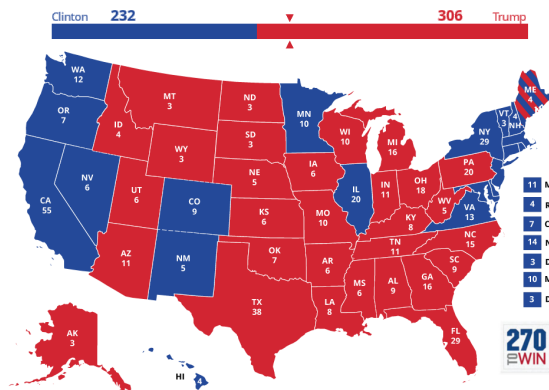 Clinton 232
306 Trump
WA
12
OR
7
CA
55
NV
6
ID
4
MT
3
WY
3
UT
6
AZ
11
CO
9
NM
5
ND
3
SD
3
NE
5
KS
6
OK
7
TX
38
MN
10
IA
6
MO
10
AR
6
LA
8
WI
10
IL
20
MI
16
IN
11
OH
18
KY
8
TN
11
MS
6
AL
9
GA
16
FL
29
SC
9
NC
15
VA
13
WV
5
PA
20
NY
29
VT
3
4
NH
ME
4
AK
3
HI
4
11 M
4 R
7
14
3 D
10 M
3 D
270
TO WIN